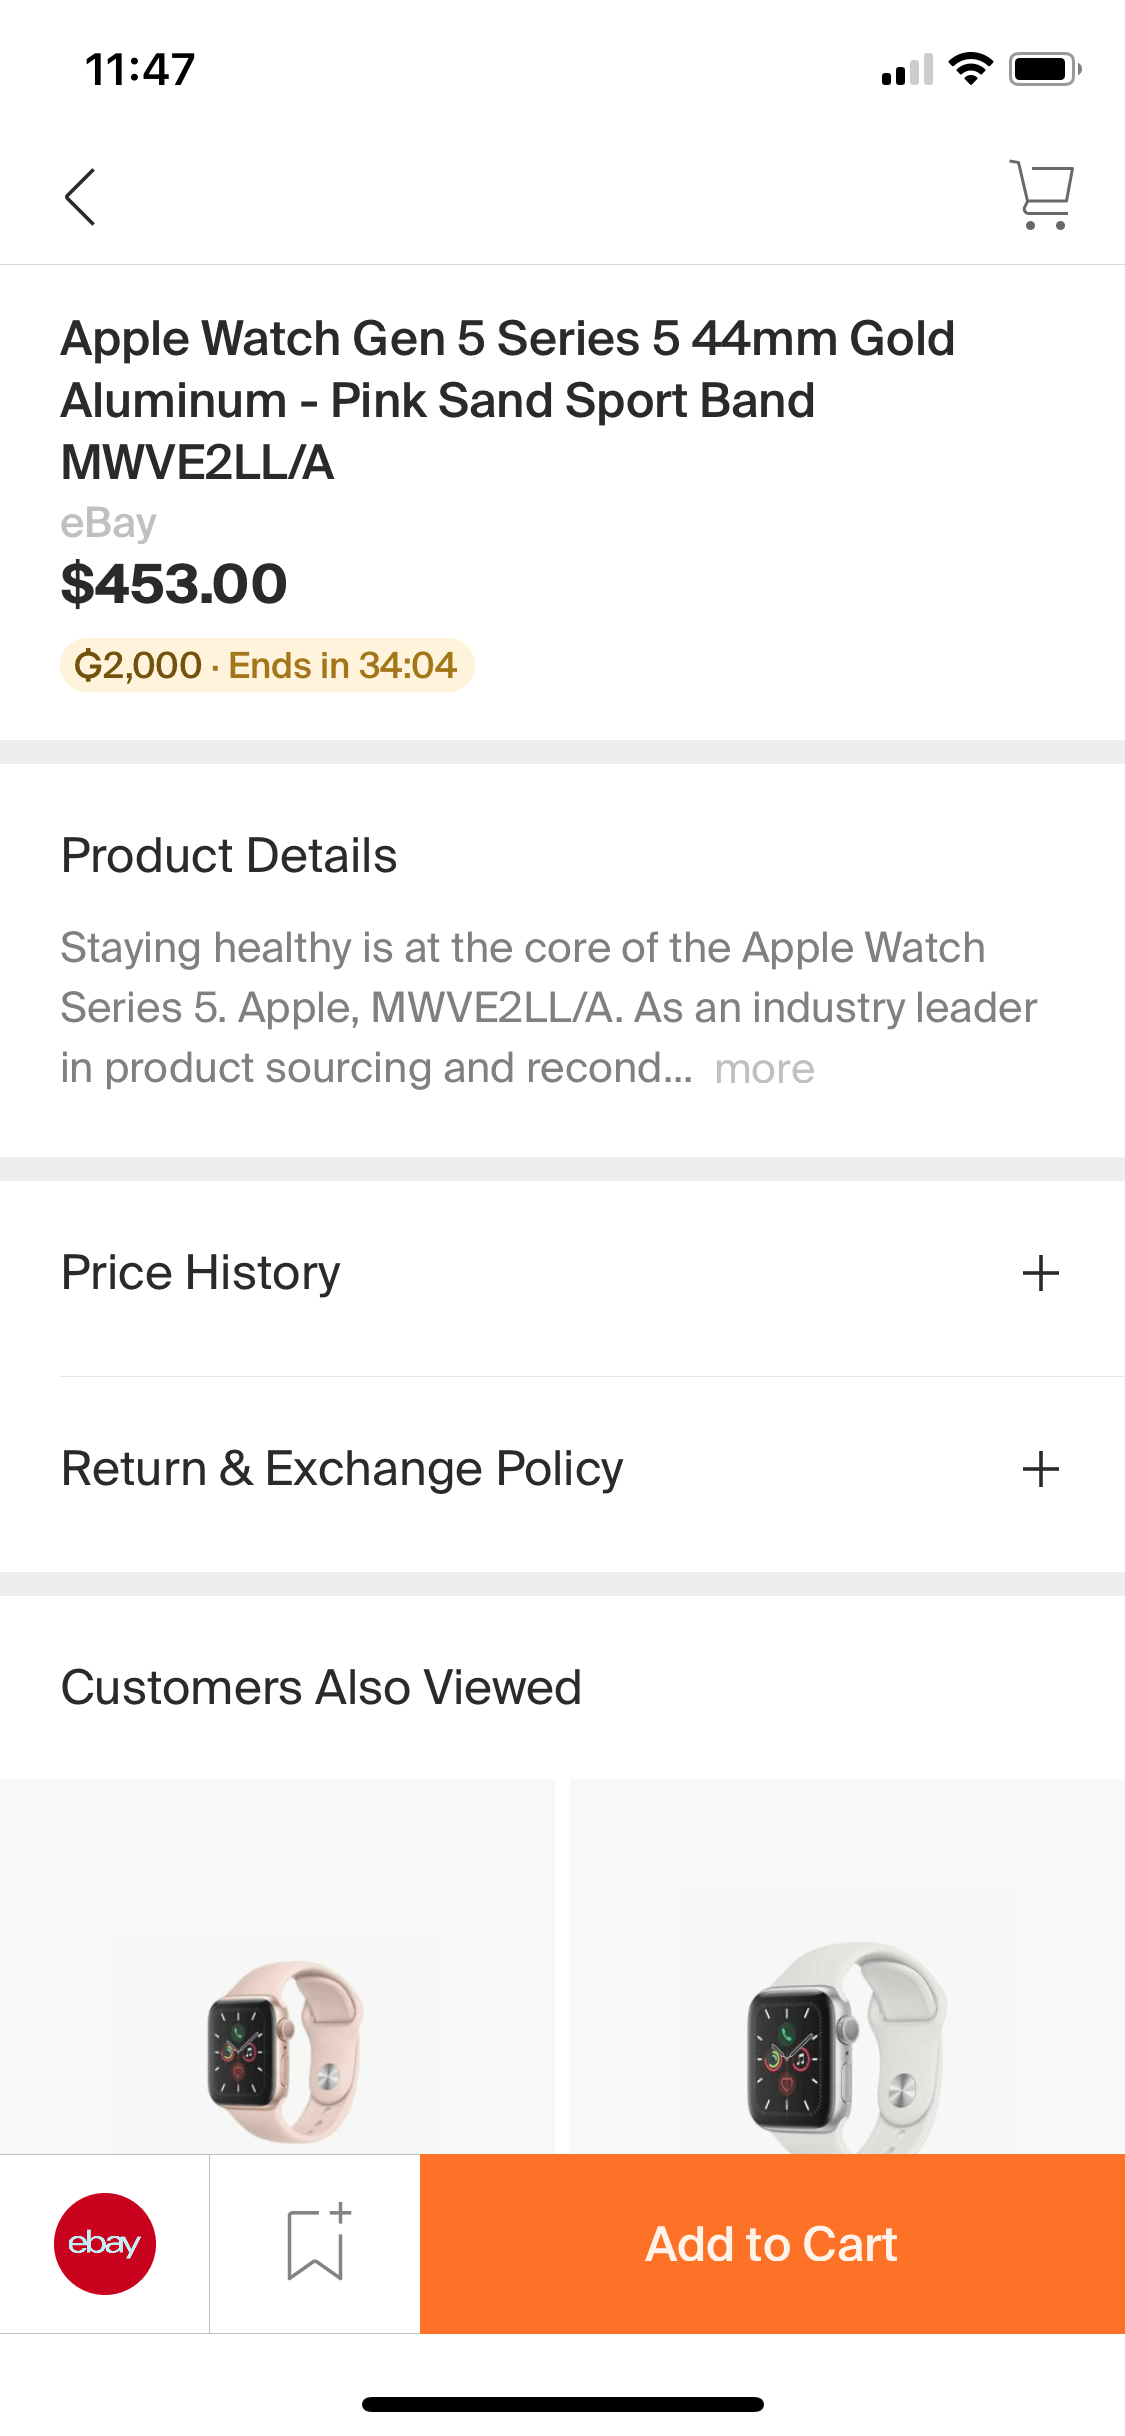 11:47
Apple Watch Gen 5 Series 5 44mm Gold
Aluminum - Pink Sand Sport Band
MWVE2LL/A
eBay
$453.00
₲2,000 · Ends in 34:04
Product Details
Staying healthy is at the core of the Apple Watch
Series 5. Apple, MWVE2LL/A. As an industry leader
in product sourcing and recond... more
Price History
Return & Exchange Policy
Customers Also Viewed
ebay
Add to Cart